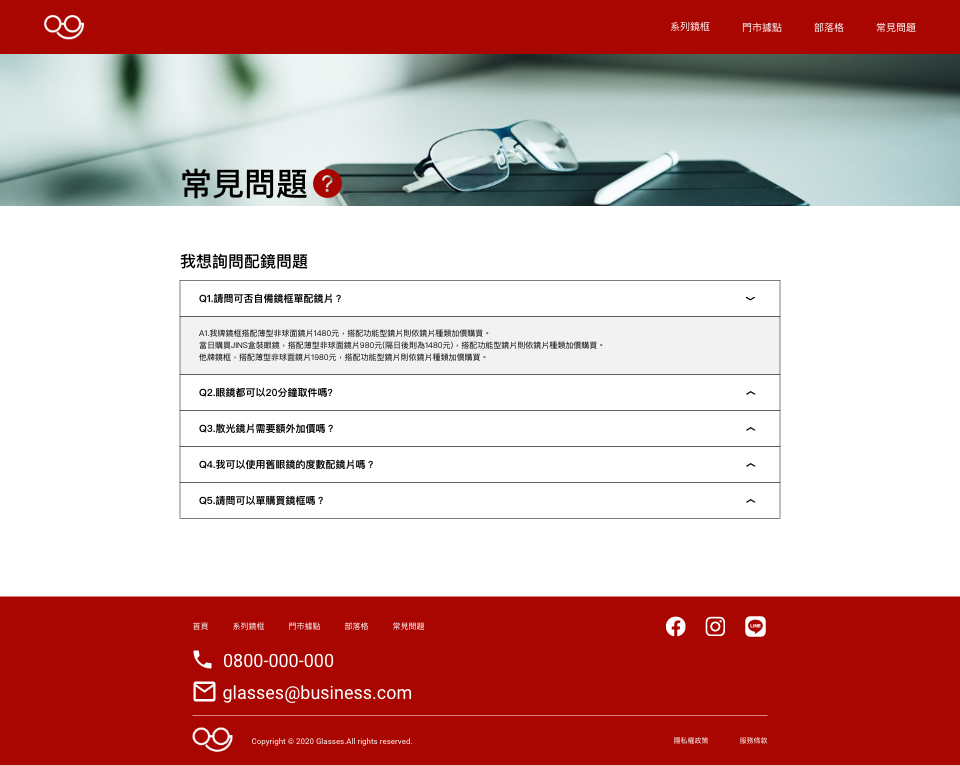 系列鏡框
門市據點
部落格
常見問題
常見問題 ?
我想詢問配鏡問題
Q1.請問可否自備鏡框單配鏡片？
A1.我牌鏡框搭配薄型非球面鏡片1480元，搭配功能型鏡片則依鏡片種類加價購買。
當日購買JINS盒裝眼鏡，搭配薄型非球面鏡片980元(隔日後則為1480元)，搭配功能型鏡片則依鏡片種類加價購買。
他牌鏡框，搭配薄型非球面鏡片1980元，搭配功能型鏡片則依鏡片種類加價購買。
Q2.眼鏡都可以20分鐘取件嗎?
Q3.散光鏡片需要額外加價嗎？
Q4.我可以使用舊眼鏡的度數配鏡片嗎？
Q5.請問可以單購買鏡框嗎？
首頁
系列鏡框
門市據點
部落格
常見問題
LINE
0800-000-000
glasses@business.com
Copyright © 2020 Glasses.All rights reserved.
隱私權政策
服務條款